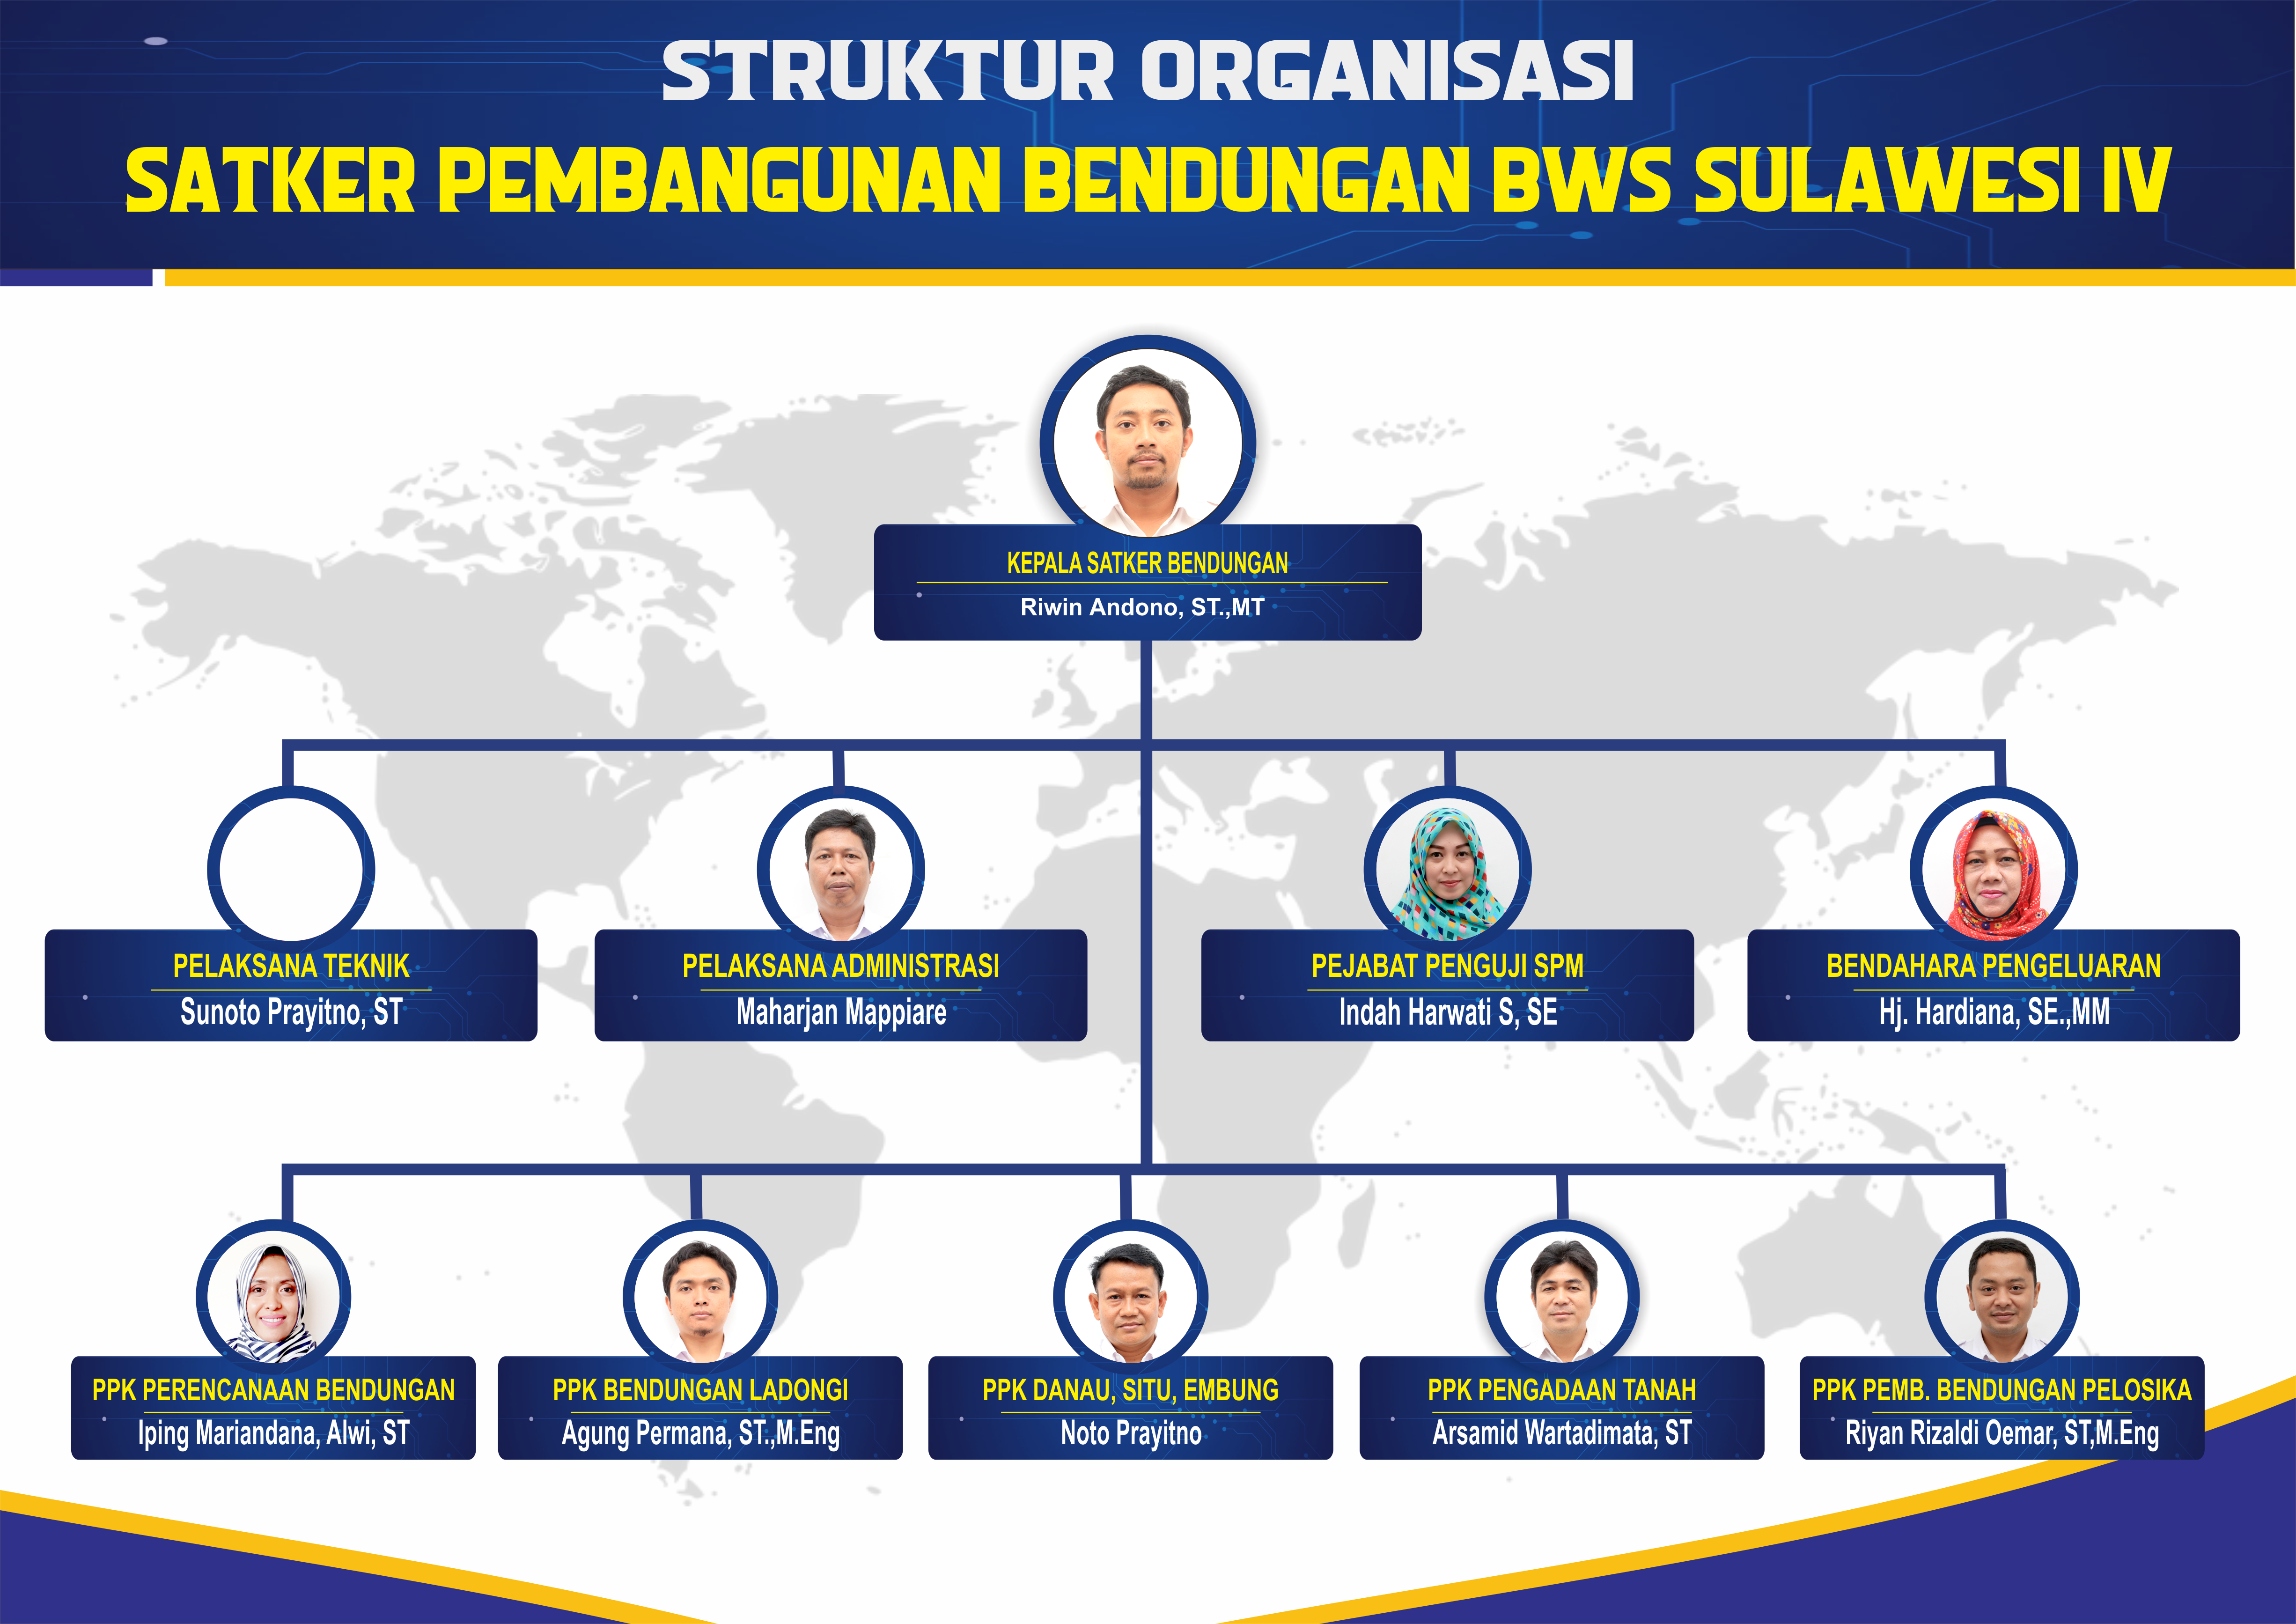 STRUKTUR ORGANISASI
SATKER PEMBANGUNAN BENDUNGAN BWS SULAWESI IV
KEPALA SATKER BENDUNGAN
Riwin Andono, ST.,MT
PELAKSANA TEKNIK
Sunoto Prayitno, ST
PELAKSANA ADMINISTRASI
Maharjan Mappiare
PEJABAT PENGUJI SPM
Indah Harwati S, SE
BENDAHARA PENGELUARAN
Hj. Hardiana, SE.,MM
PPK PERENCANAAN BENDUNGAN
Iping Mariandana, Alwi, ST
PPK BENDUNGAN LADONGI
Agung Permana, ST.,M.Eng
PPK DANAU, SITU, EMBUNG
Noto Prayitno
PPK PENGADAAN TANAH
Arsamid Wartadimata, ST
PPK PEMB. BENDUNGAN PELOSIKA
Riyan Rizaldi Oemar, ST,M.Eng